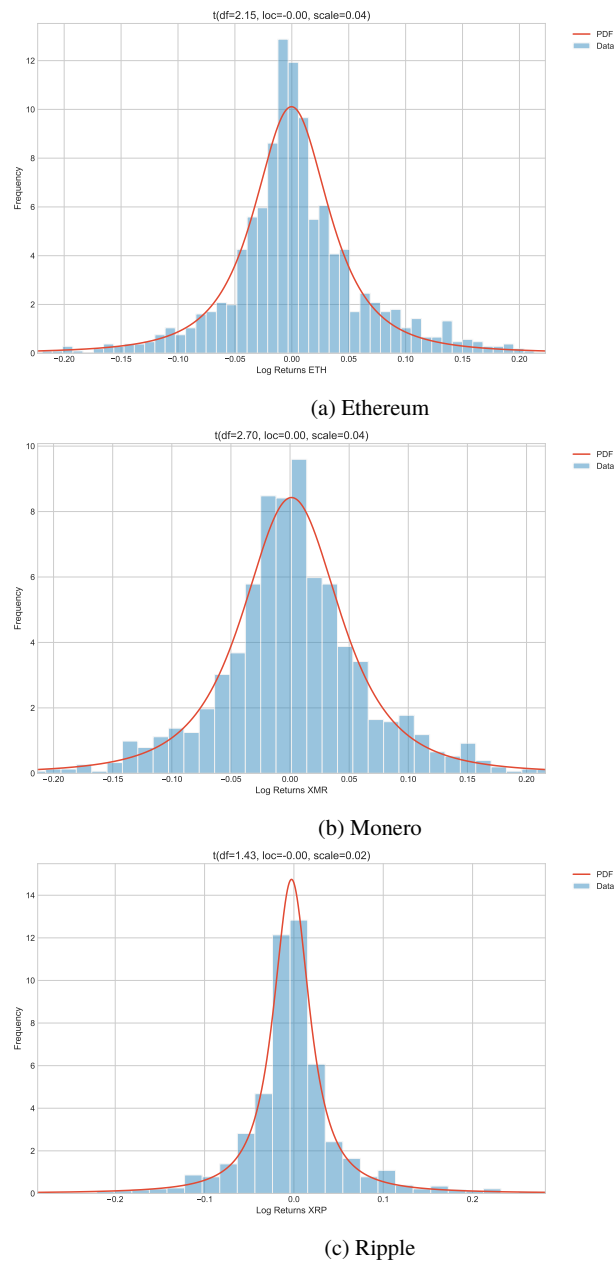 t(df=2.15, loc=-0.00, scale=0.04)
PDF
Data
12
10
8
6
4
2
0
Frequency
−0.20 −0.15 −0.10 −0.05 0.00 0.05 0.10 0.15 0.20
Log Returns ETH
(a) Ethereum
t(df=2.70, loc=0.00, scale=0.04)
PDF
Data
10
8
6
4
2
0
Frequency
−0.20 −0.15 −0.10 −0.05 0.00 0.05 0.10 0.15 0.20
Log Returns XMR
(b) Monero
t(df=1.43, loc=-0.00, scale=0.02)
PDF
Data
14
12
10
8
6
4
2
0
Frequency
−0.2 −0.1 0.0 0.1 0.2
Log Returns XRP
(c) Ripple